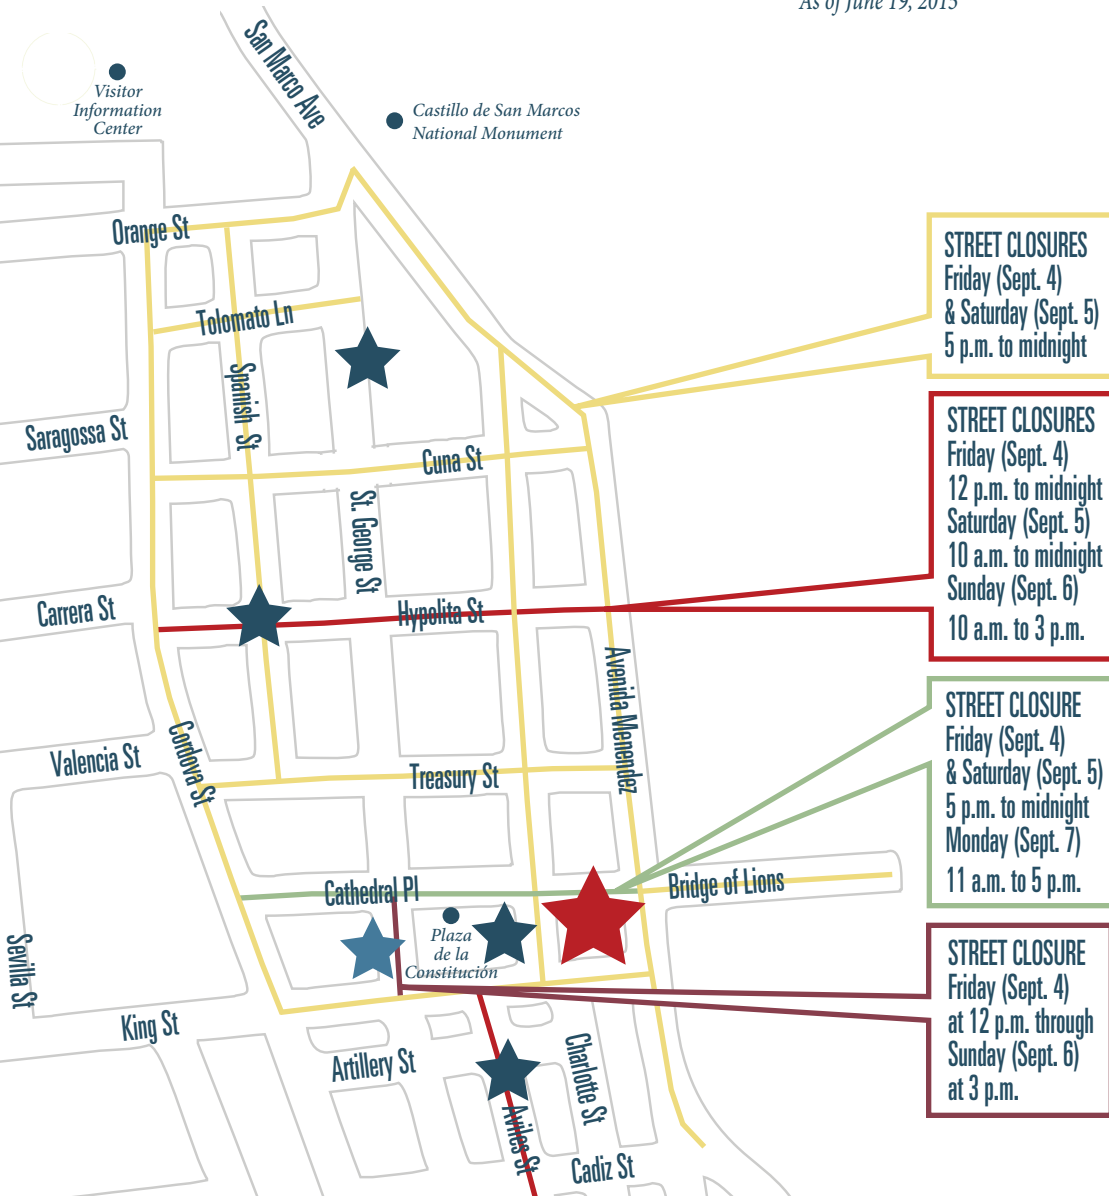 As of June 19, 2015
San Marco Ave
Visitor
Information
Center
Castillo de San Marcos
National Monument
Orange St
Tolomato Ln
Spanish St
Saragossa St
Cuna St
St. George St
Carrera St
Hypolita St
Avenida Menendez
Cordova St
Valencia St
Treasury St
Cathedral Pl
Bridge of Lions
Plaza
de la
Constitución
Sevilla St
King St
Artillery St
Charlotte St
Aviles St
Cadiz St
STREET CLOSURES
Friday (Sept. 4)
& Saturday (Sept. 5)
5 p.m. to midnight
STREET CLOSURES
Friday (Sept. 4)
12 p.m. to midnight
Saturday (Sept. 5)
10 a.m. to midnight
Sunday (Sept. 6)
10 a.m. to 3 p.m.
STREET CLOSURE
Friday (Sept. 4)
& Saturday (Sept. 5)
5 p.m. to midnight
Monday (Sept. 7)
11 a.m. to 5 p.m.
STREET CLOSURE
Friday (Sept. 4)
at 12 p.m. through
Sunday (Sept. 6)
at 3 p.m.